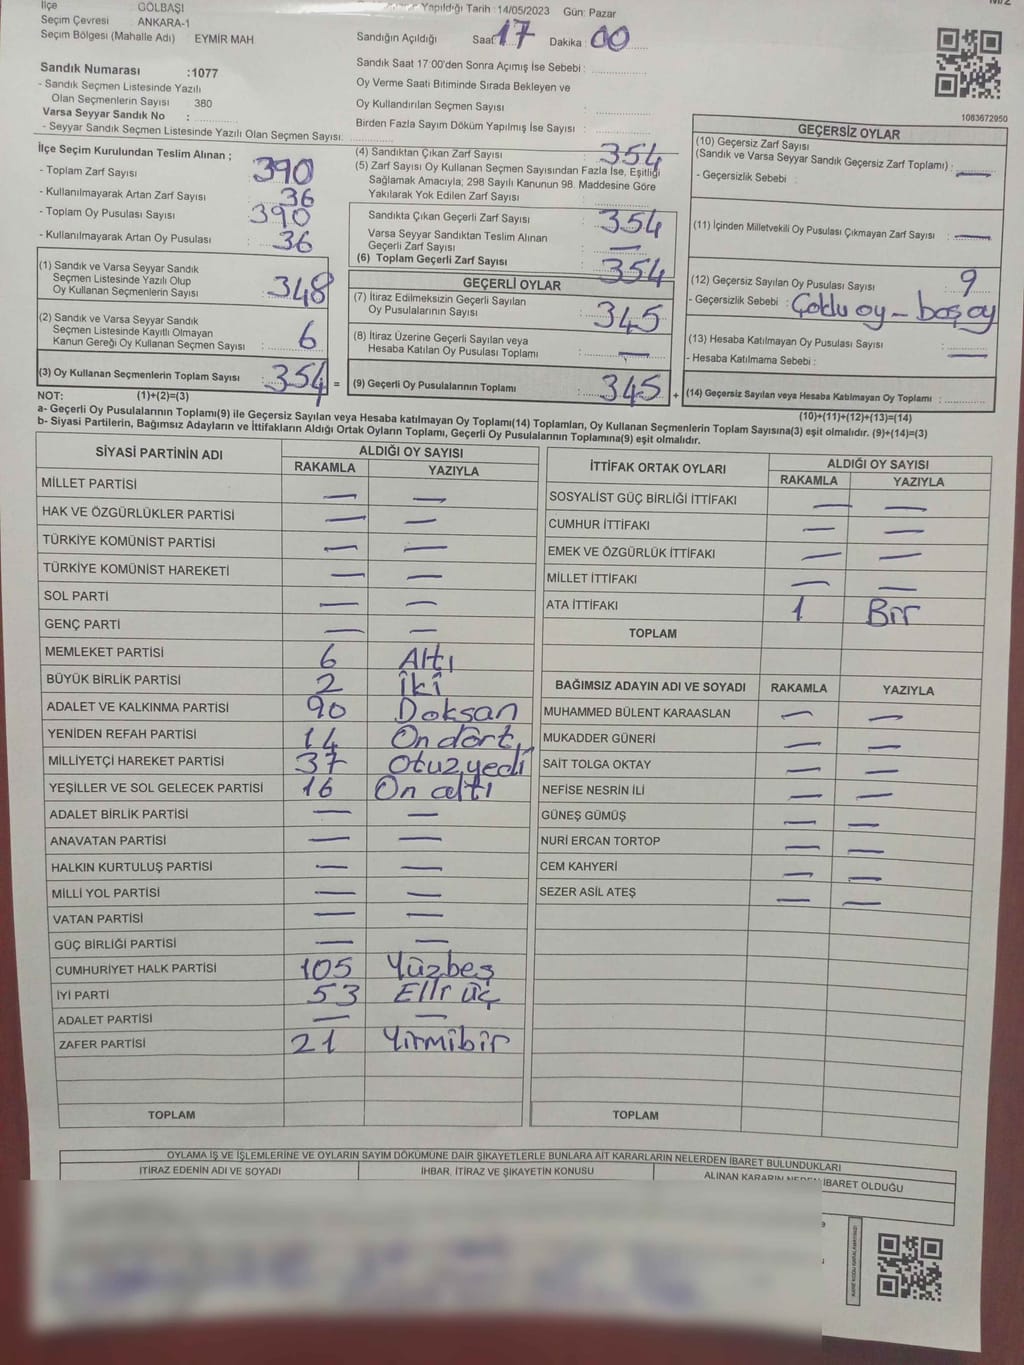 İlçe GÖLBAŞI
Seçim Çevresi ANKARA-1
Seçim Bölgesi (Mahalle Adı) EYMİR MAH
Yapıldığı Tarih :14/05/2023 Gün: Pazar
Sandığın Açıldığı Saat 17 Dakika: 00
Sandık Saat 17:00'den Sonra Açımış İse Sebebi :
Oy Verme Saati Bitiminde Sırada Bekleyen ve
Oy Kullandırılan Seçmen Sayısı :
Birden Fazla Sayım Döküm Yapılmış İse Sayısı :
1083672950
Sandık Numarası :1077
- Sandık Seçmen Listesinde Yazılı
Olan Seçmenlerin Sayısı 380
Varsa Seyyar Sandık No :
- Seyyar Sandık Seçmen Listesinde Yazılı Olan Seçmen Sayısı:
İlçe Seçim Kurulundan Teslim Alınan ;
- Toplam Zarf Sayısı : 390
- Kullanılmayarak Artan Zarf Sayısı : 36
- Toplam Oy Pusulası Sayısı : 390
- Kullanılmayarak Artan Oy Pusulası : 36
(1) Sandık ve Varsa Seyyar Sandık
Seçmen Listesinde Yazılı Olup
Oy Kullanan Seçmenlerin Sayısı : 348
(2) Sandık ve Varsa Seyyar Sandık
Seçmen Listesinde Kayıtlı Olmayan
Kanun Gereği Oy Kullanan Seçmen Sayısı : 6
(3) Oy Kullanan Seçmenlerin Toplam Sayısı : 354 =
(4) Sandıktan Çıkan Zarf Sayısı : 354
(5) Zarf Sayısı Oy Kullanan Seçmen Sayısından Fazla İse, Eşitliği
Sağlamak Amacıyla, 298 Sayılı Kanunun 98. Maddesine Göre
Yakılarak Yok Edilen Zarf Sayısı :
Sandıkta Çıkan Geçerli Zarf Sayısı : 354
Varsa Seyyar Sandıktan Teslim Alınan
Geçerli Zarf Sayısı : —
(6) Toplam Geçerli Zarf Sayısı : 354
GEÇERLİ OYLAR
(7) İtiraz Edilmeksizin Geçerli Sayılan
Oy Pusulalarının Sayısı : 345
(8) İtiraz Üzerine Geçerli Sayılan veya
Hesaba Katılan Oy Pusulası Toplamı : —
(9) Geçerli Oy Pusulalarının Toplamı : 345 +
GEÇERSİZ OYLAR
(10) Geçersiz Zarf Sayısı
(Sandık ve Varsa Seyyar Sandık Geçersiz Zarf Toplamı) : —
- Geçersizlik Sebebi :
(11) İçinden Milletvekili Oy Pusulası Çıkmayan Zarf Sayısı : —
(12) Geçersiz Sayılan Oy Pusulası Sayısı : 9
- Geçersizlik Sebebi : Çoklu oy - boş oy
(13) Hesaba Katılmayan Oy Pusulası Sayısı : —
- Hesaba Katılmama Sebebi :
(14) Geçersiz Sayılan veya Hesaba Katılmayan Oy Toplamı :
NOT: (1)+(2)=(3)
(10)+(11)+(12)+(13)=(14)
a- Geçerli Oy Pusulalarının Toplamı(9) ile Geçersiz Sayılan veya Hesaba katılmayan Oy Toplamı(14) Toplamları, Oy Kullanan Seçmenlerin Toplam Sayısına(3) eşit olmalıdır. (9)+(14)=(3)
b- Siyasi Partilerin, Bağımsız Adayların ve İttifakların Aldığı Ortak Oyların Toplamı, Geçerli Oy Pusulalarının Toplamına(9) eşit olmalıdır.
SİYASİ PARTİNİN ADI ALDIĞI OY SAYISI
RAKAMLA YAZIYLA
MİLLET PARTİSİ — —
HAK VE ÖZGÜRLÜKLER PARTİSİ — —
TÜRKİYE KOMÜNİST PARTİSİ — —
TÜRKİYE KOMÜNİST HAREKETİ — —
SOL PARTİ — —
GENÇ PARTİ — —
MEMLEKET PARTİSİ 6 Altı
BÜYÜK BİRLİK PARTİSİ 2 İki
ADALET VE KALKINMA PARTİSİ 90 Doksan
YENİDEN REFAH PARTİSİ 14 On dört
MİLLİYETÇİ HAREKET PARTİSİ 37 otuz yedi
YEŞİLLER VE SOL GELECEK PARTİSİ 16 On altı
ADALET BİRLİK PARTİSİ — —
ANAVATAN PARTİSİ — —
HALKIN KURTULUŞ PARTİSİ — —
MİLLİ YOL PARTİSİ — —
VATAN PARTİSİ — —
GÜÇ BİRLİĞİ PARTİSİ — —
CUMHURİYET HALK PARTİSİ 105 Yüzbeş
İYİ PARTİ 53 Elli üç
ADALET PARTİSİ — —
ZAFER PARTİSİ 21 Yirmibir
TOPLAM
İTTİFAK ORTAK OYLARI ALDIĞI OY SAYISI
RAKAMLA YAZIYLA
SOSYALİST GÜÇ BİRLİĞİ İTTİFAKI — —
CUMHUR İTTİFAKI — —
EMEK VE ÖZGÜRLÜK İTTİFAKI — —
MİLLET İTTİFAKI — —
ATA İTTİFAKI 1 Bir
TOPLAM
BAĞIMSIZ ADAYIN ADI VE SOYADI RAKAMLA YAZIYLA
MUHAMMED BÜLENT KARAASLAN — —
MUKADDER GÜNERİ — —
SAİT TOLGA OKTAY — —
NEFİSE NESRİN İLİ — —
GÜNEŞ GÜMÜŞ — —
NURİ ERCAN TORTOP — —
CEM KAHYERİ — —
SEZER ASİL ATEŞ — —
TOPLAM
OYLAMA İŞ VE İŞLEMLERİNE VE OYLARIN SAYIM DÖKÜMÜNE DAİR ŞİKAYETLERLE BUNLARA AİT KARARLARIN NELERDEN İBARET BULUNDUKLARI
İTİRAZ EDENİN ADI VE SOYADI İHBAR, İTİRAZ VE ŞİKAYETİN KONUSU ALINAN KARARIN NEDEN İBARET OLDUĞU